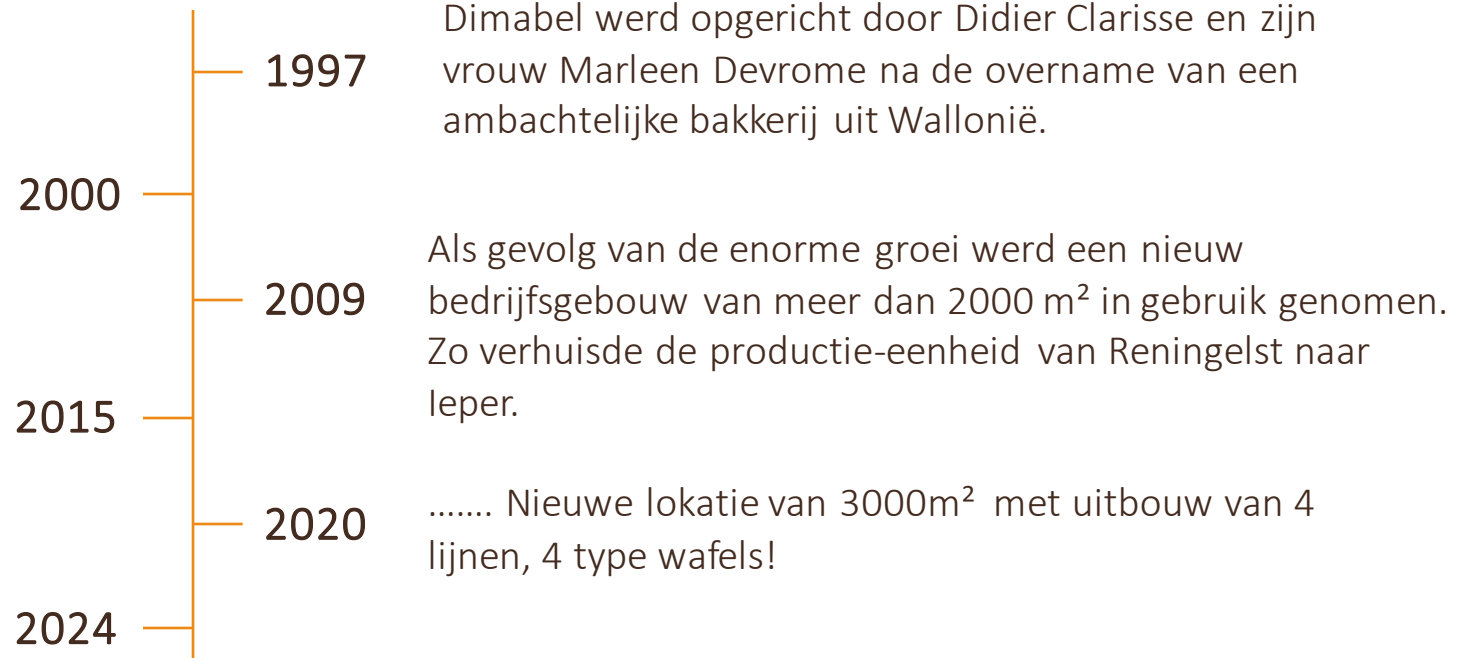 Dimabel werd opgericht door Didier Clarisse en zijn
1997
vrouw Marleen Devrome na de overname van een
ambachtelijke bakkerij uit Wallonië.
2000
Als gevolg van de enorme groei werd een nieuw
2009
bedrijfsgebouw van meer dan 2000 m² in gebruik genomen.
Zo verhuisde de productie-eenheid van Reningelst naar
Ieper.
2015
....... Nieuwe lokatie van 3000m² met uitbouw van 4
2020
lijnen, 4 type wafels!
2024